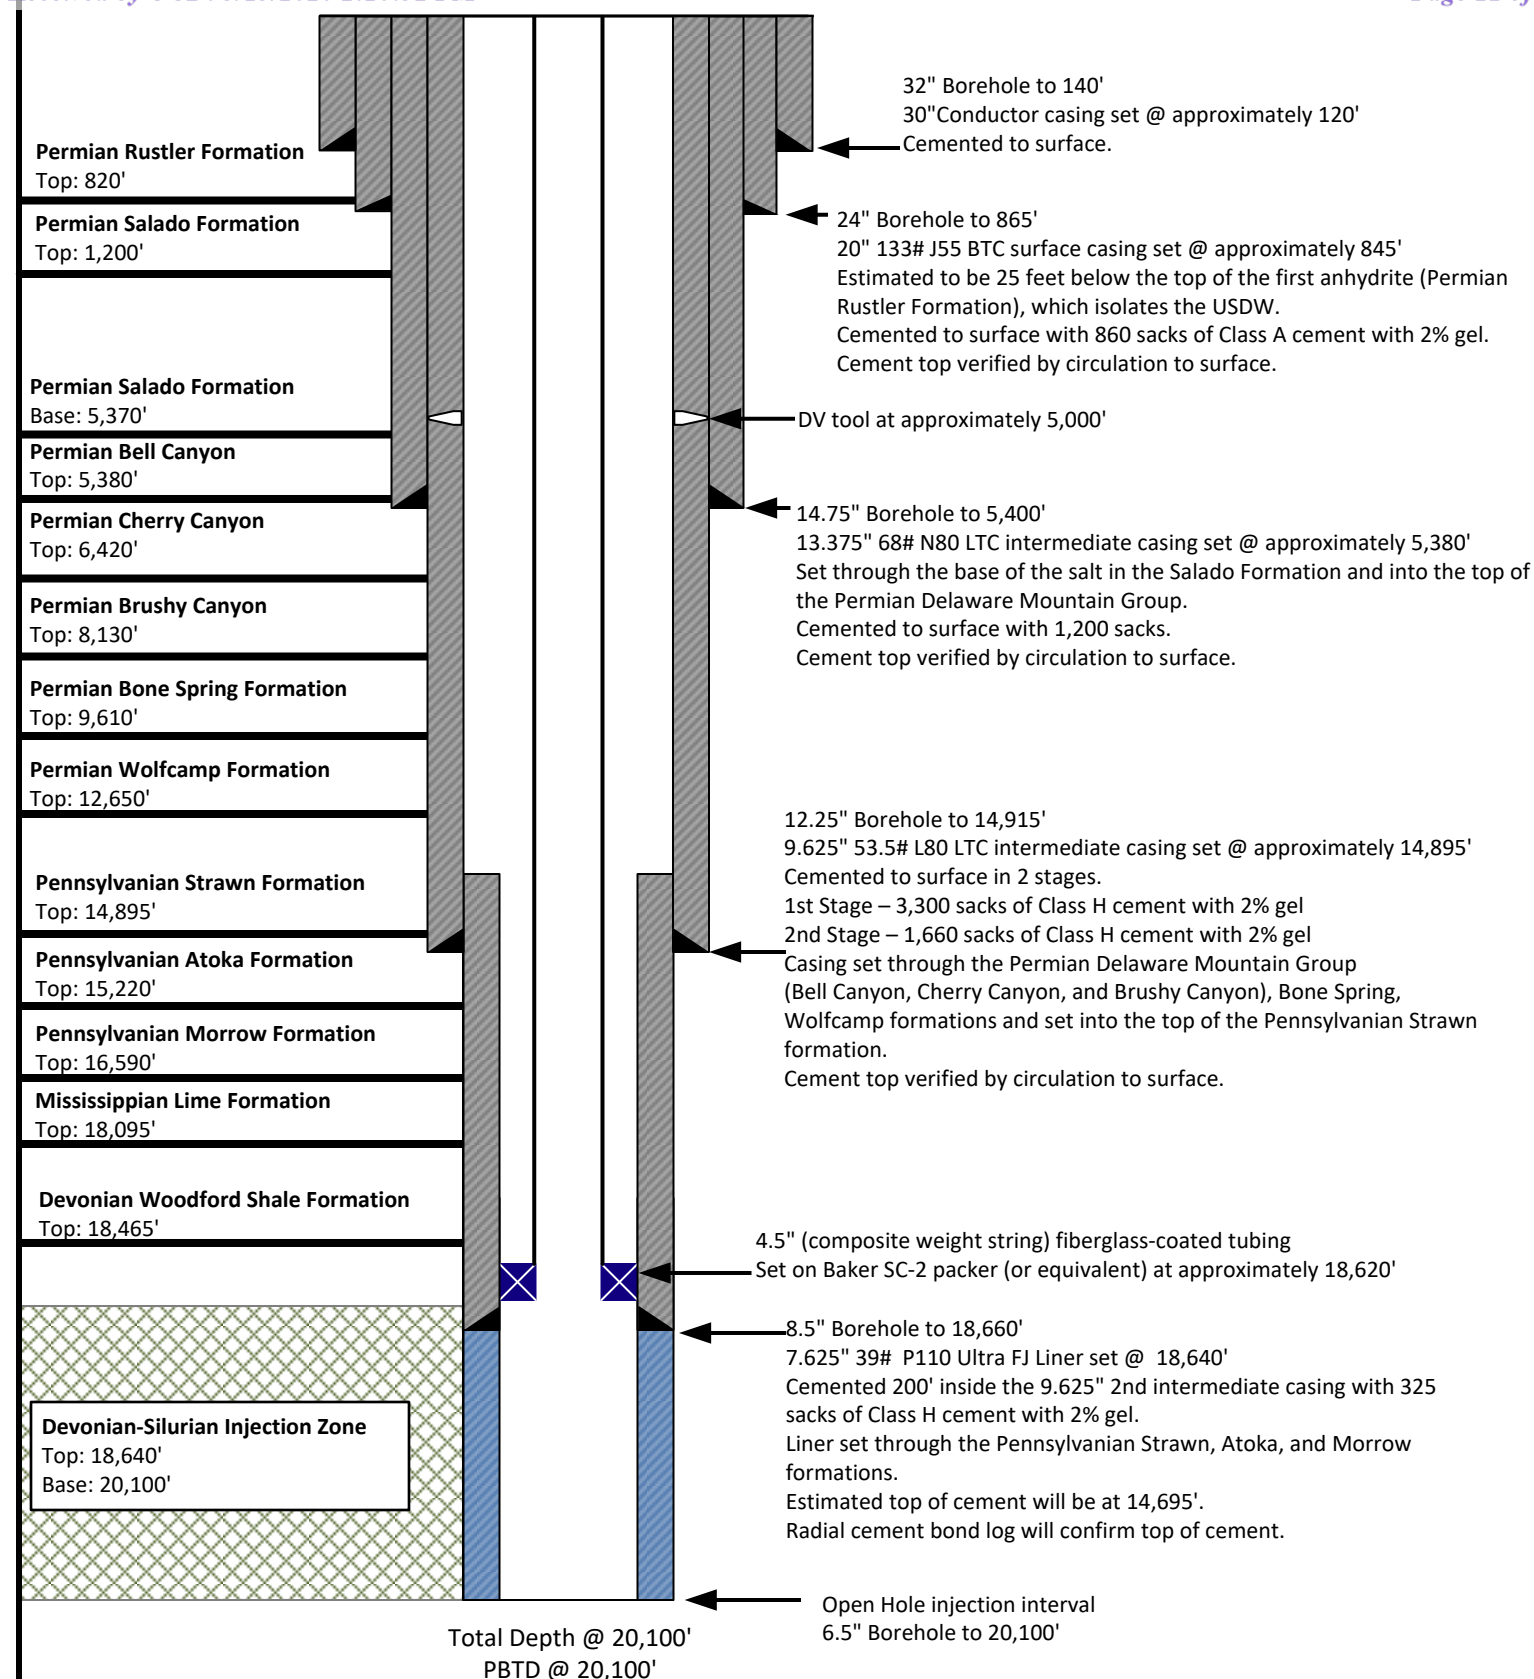 Permian Rustler Formation
Top: 820'
Permian Salado Formation
Top: 1,200'
Permian Salado Formation
Base: 5,370'
Permian Bell Canyon
Top: 5,380'
Permian Cherry Canyon
Top: 6,420'
Permian Brushy Canyon
Top: 8,130'
Permian Bone Spring Formation
Top: 9,610'
Permian Wolfcamp Formation
Top: 12,650'
Pennsylvanian Strawn Formation
Top: 14,895'
Pennsylvanian Atoka Formation
Top: 15,220'
Pennsylvanian Morrow Formation
Top: 16,590'
Mississippian Lime Formation
Top: 18,095'
Devonian Woodford Shale Formation
Top: 18,465'
Devonian-Silurian Injection Zone
Top: 18,640'
Base: 20,100'
32" Borehole to 140'
30"Conductor casing set @ approximately 120'
Cemented to surface.
24" Borehole to 865'
20" 133# J55 BTC surface casing set @ approximately 845'
Estimated to be 25 feet below the top of the first anhydrite (Permian
Rustler Formation), which isolates the USDW.
Cemented to surface with 860 sacks of Class A cement with 2% gel.
Cement top verified by circulation to surface.
DV tool at approximately 5,000'
14.75" Borehole to 5,400'
13.375" 68# N80 LTC intermediate casing set @ approximately 5,380'
Set through the base of the salt in the Salado Formation and into the top of
the Permian Delaware Mountain Group.
Cemented to surface with 1,200 sacks.
Cement top verified by circulation to surface.
12.25" Borehole to 14,915'
9.625" 53.5# L80 LTC intermediate casing set @ approximately 14,895'
Cemented to surface in 2 stages.
1st Stage – 3,300 sacks of Class H cement with 2% gel
2nd Stage – 1,660 sacks of Class H cement with 2% gel
Casing set through the Permian Delaware Mountain Group
(Bell Canyon, Cherry Canyon, and Brushy Canyon), Bone Spring,
Wolfcamp formations and set into the top of the Pennsylvanian Strawn
formation.
Cement top verified by circulation to surface.
4.5" (composite weight string) fiberglass-coated tubing
Set on Baker SC-2 packer (or equivalent) at approximately 18,620'
8.5" Borehole to 18,660'
7.625" 39# P110 Ultra FJ Liner set @ 18,640'
Cemented 200' inside the 9.625" 2nd intermediate casing with 325
sacks of Class H cement with 2% gel.
Liner set through the Pennsylvanian Strawn, Atoka, and Morrow
formations.
Estimated top of cement will be at 14,695'.
Radial cement bond log will confirm top of cement.
Open Hole injection interval
6.5" Borehole to 20,100'
Total Depth @ 20,100'
PBTD @ 20,100'